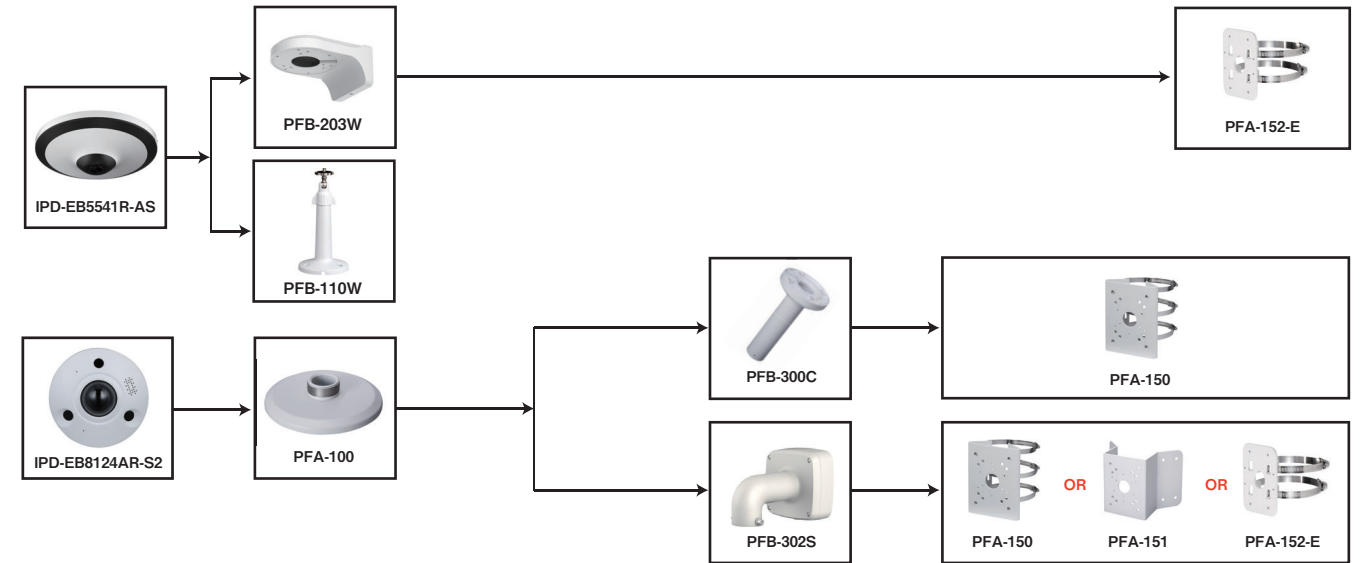 PFB-203W
PFA-152-E
IPD-EB5541R-AS
PFB-110W
PFB-300C
PFA-150
IPD-EB8124AR-S2
PFA-100
PFB-302S
OR
OR
PFA-150
PFA-151
PFA-152-E